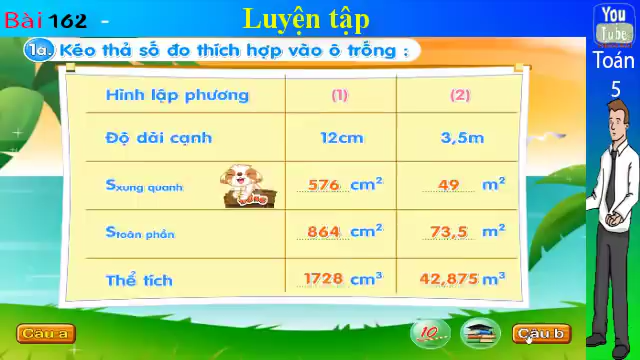 Bài 162 - Luyện tập
You
Tube
Toán
5
1a. Kéo thả số đo thích hợp vào ô trống :
Hình lập phương (1) (2)
Độ dài cạnh 12cm 3,5m
Sxung quanh 576 cm² 49 m²
Stoàn phần 864 cm² 73,5 m²
Thể tích 1728 cm³ 42,875 m³
Câu a 10 Câu b